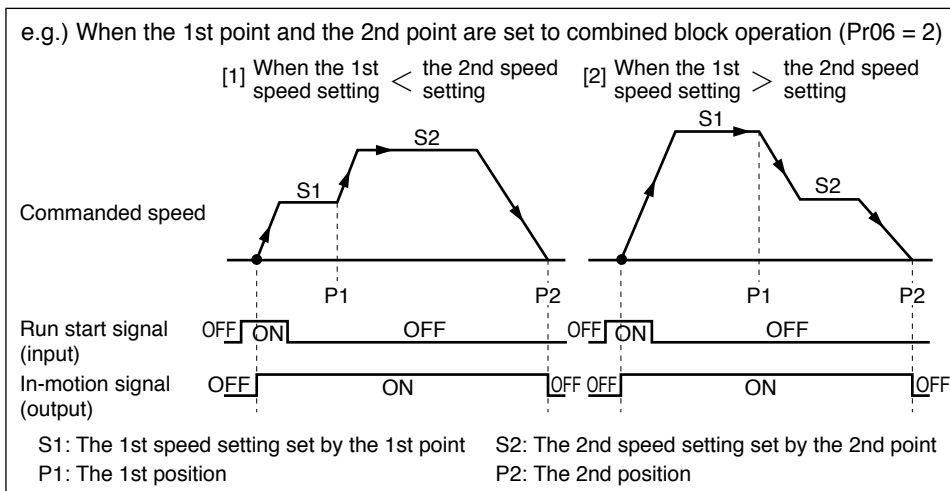 e.g.) When the 1st point and the 2nd point are set to combined block operation (Pr06 = 2)
[1] When the 1st speed setting < the 2nd speed setting
[2] When the 1st speed setting > the 2nd speed setting
S1
S2
S1
S2
Commanded speed
P1
P2
P1
P2
Run start signal (input)
OFF
ON
OFF
OFF
ON
OFF
In-motion signal (output)
OFF
ON
OFF
OFF
ON
OFF
S1: The 1st speed setting set by the 1st point
S2: The 2nd speed setting set by the 2nd point
P1: The 1st position
P2: The 2nd position